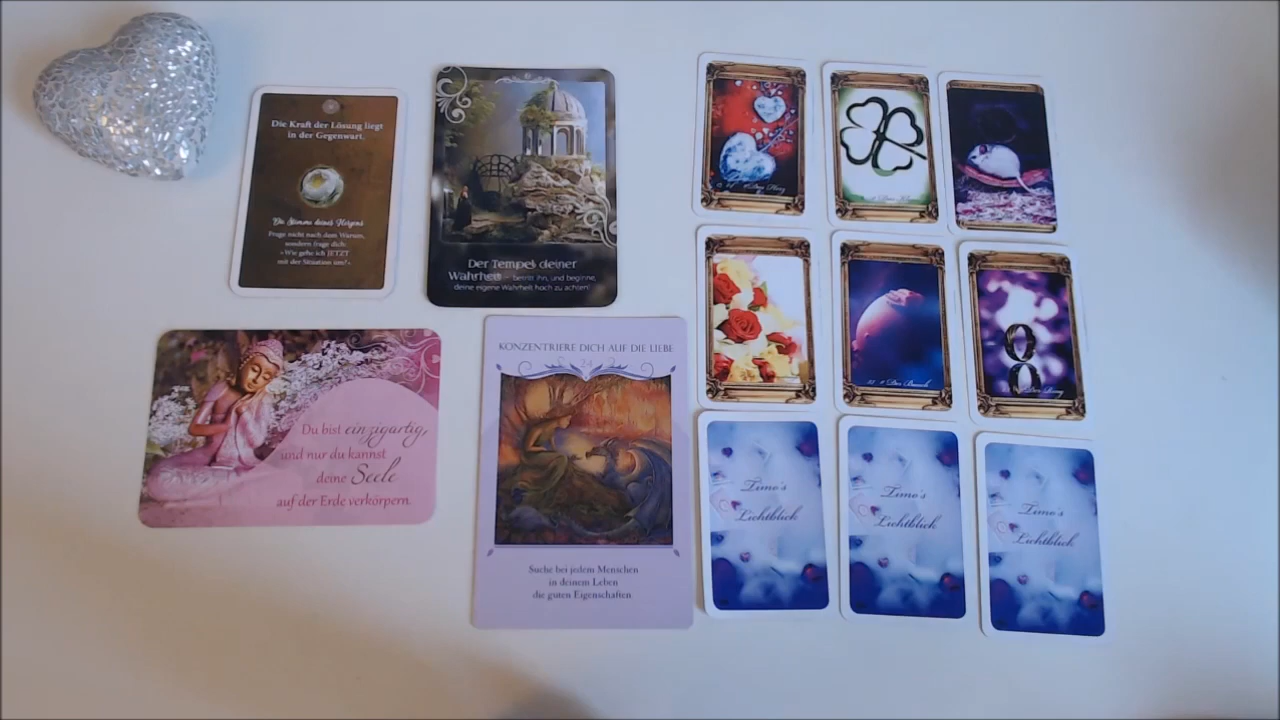 Die Kraft der Lösung liegt
in der Gegenwart.
Die Stimme deines Herzens
Frage nicht nach dem Warum,
sondern frage dich:
»Wie gehe ich JETZT
mit der Situation um?«
Der Tempel deiner
Wahrheit – betritt ihn, und beginne,
deine eigene Wahrheit hoch zu achten!
Du bist einzigartig,
und nur du kannst
deine Seele
auf der Erde verkörpern.
KONZENTRIERE DICH AUF DIE LIEBE
24
Suche bei jedem Menschen
in deinem Leben
die guten Eigenschaften
Der Ring
Timo's
Lichtblick
Timo's
Lichtblick
Timo's
Lichtblick